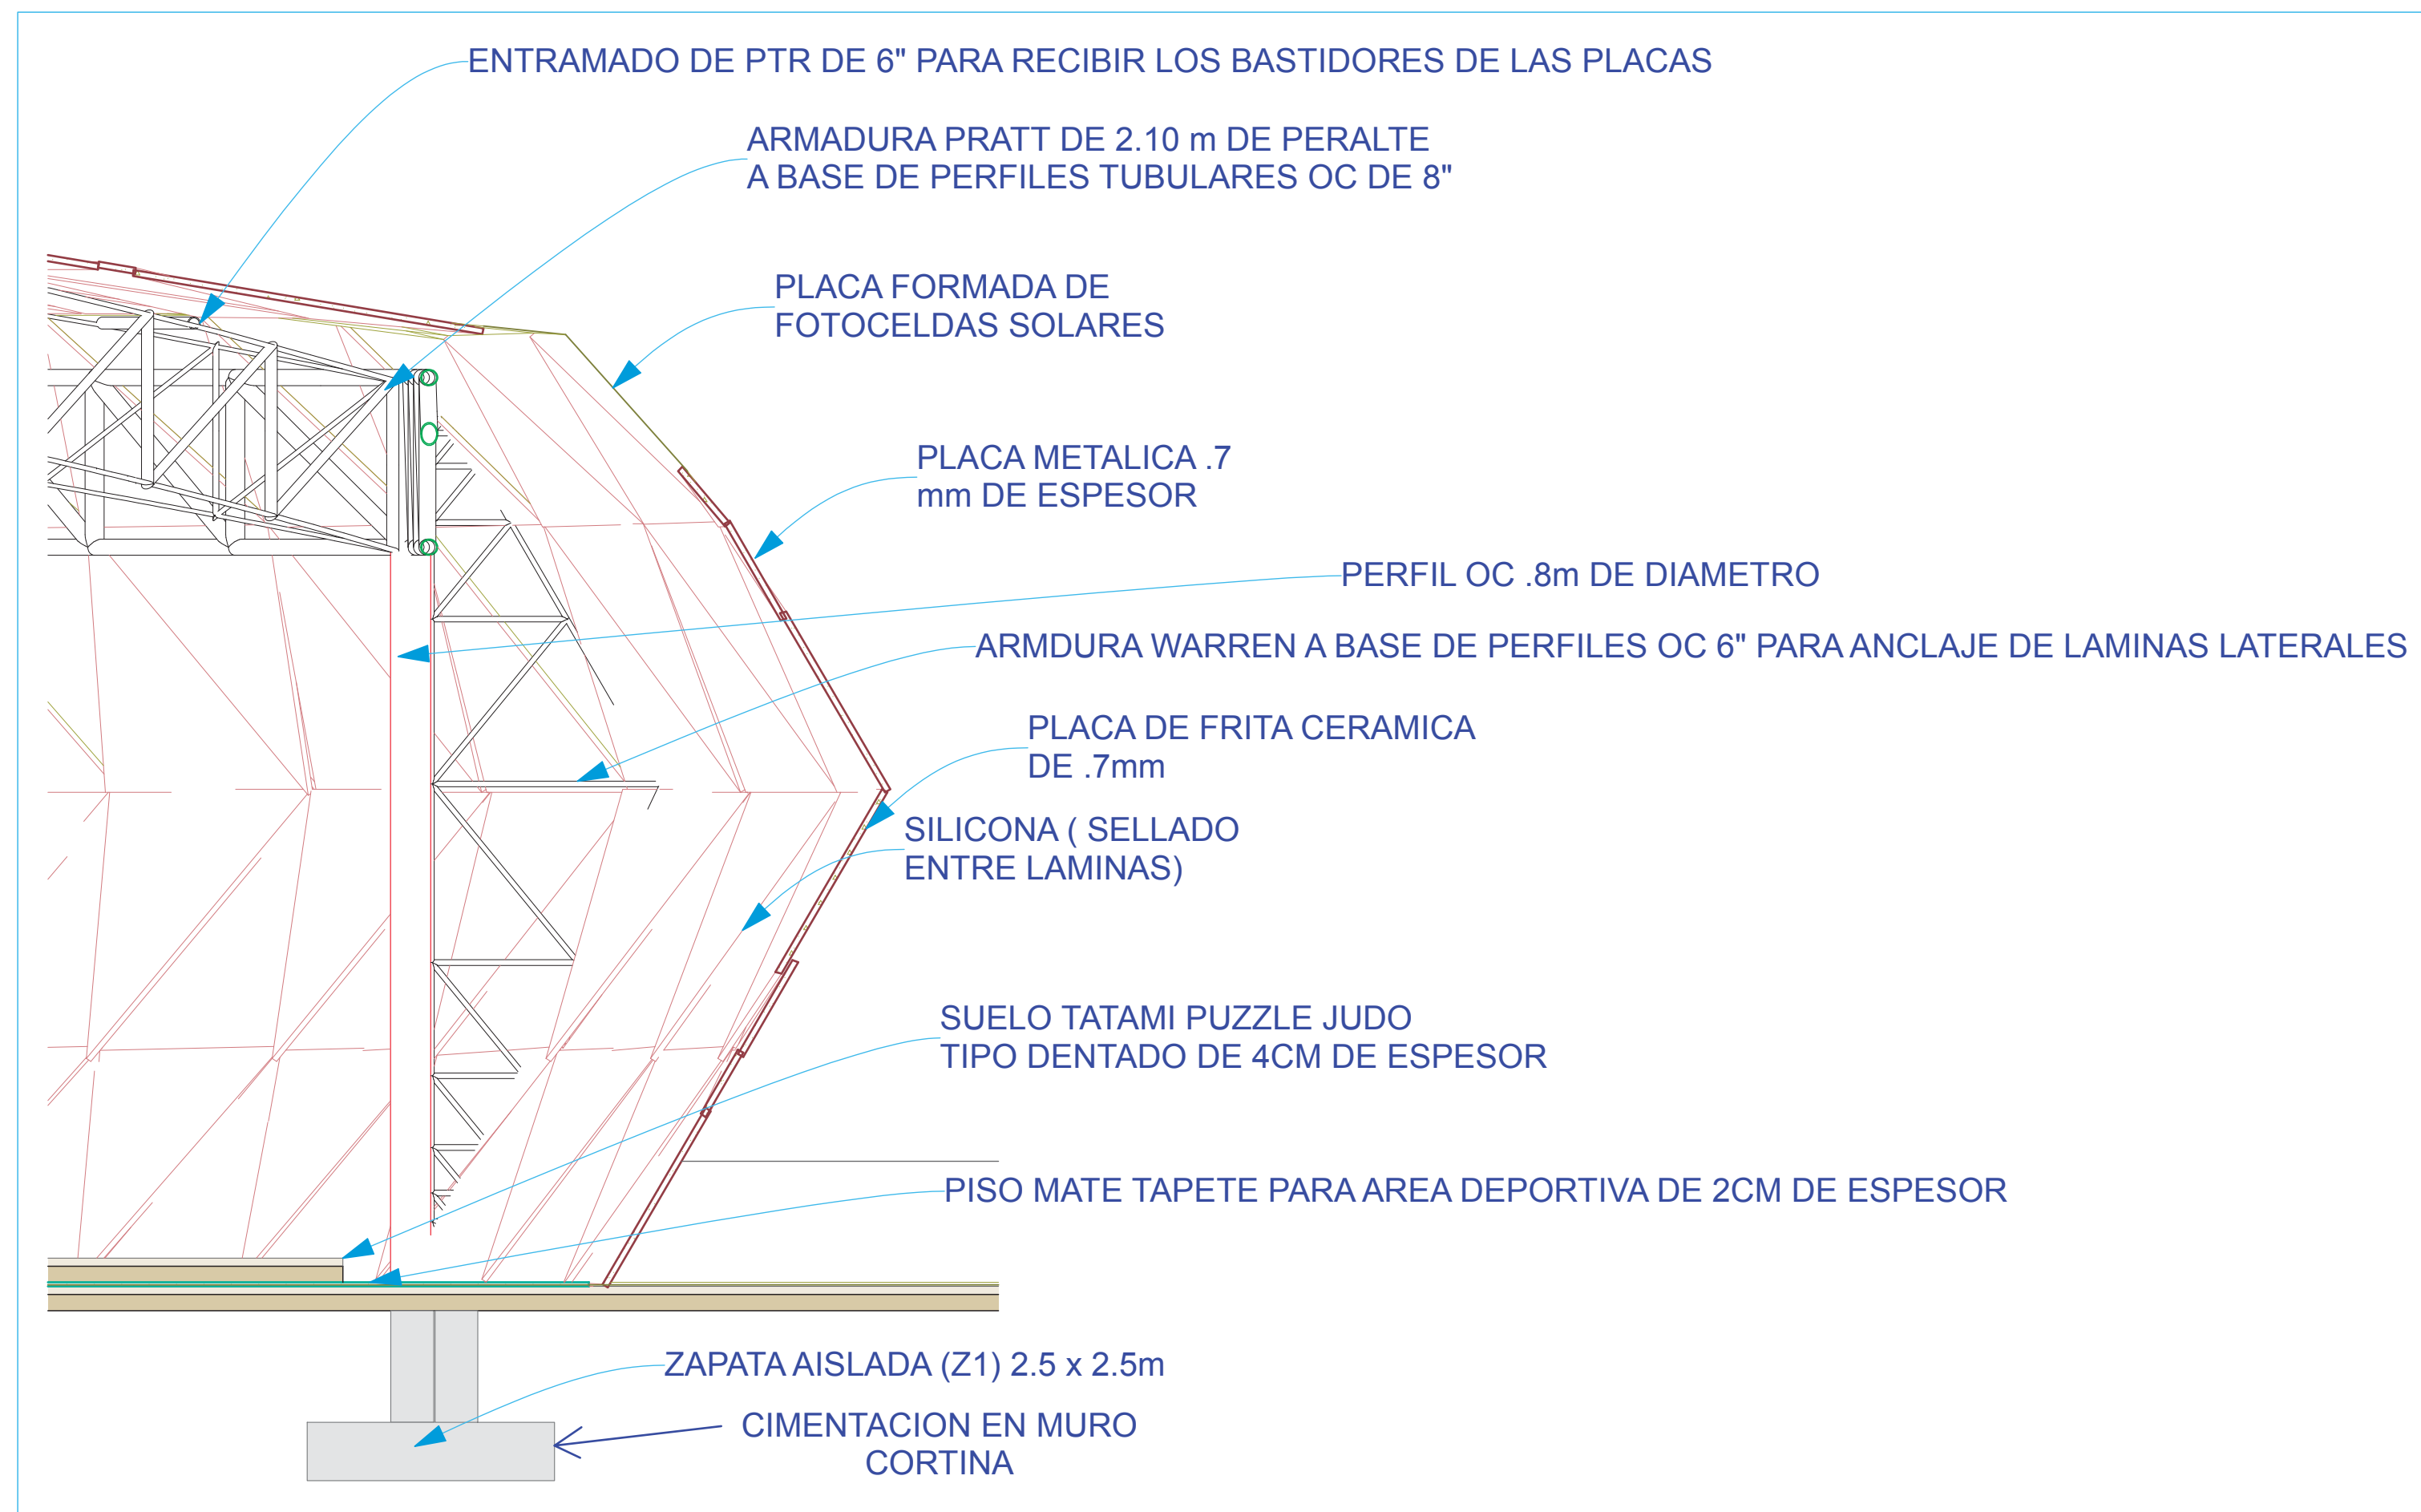 ENTRAMADO DE PTR DE 6" PARA RECIBIR LOS BASTIDORES DE LAS PLACAS
ARMADURA PRATT DE 2.10 m DE PERALTE
A BASE DE PERFILES TUBULARES OC DE 8"
PLACA FORMADA DE
FOTOCELDAS SOLARES
PLACA METALICA .7
mm DE ESPESOR
PERFIL OC .8m DE DIAMETRO
ARMDURA WARREN A BASE DE PERFILES OC 6" PARA ANCLAJE DE LAMINAS LATERALES
PLACA DE FRITA CERAMICA
DE .7mm
SILICONA ( SELLADO
ENTRE LAMINAS)
SUELO TATAMI PUZZLE JUDO
TIPO DENTADO DE 4CM DE ESPESOR
PISO MATE TAPETE PARA AREA DEPORTIVA DE 2CM DE ESPESOR
ZAPATA AISLADA (Z1) 2.5 x 2.5m
CIMENTACION EN MURO
CORTINA